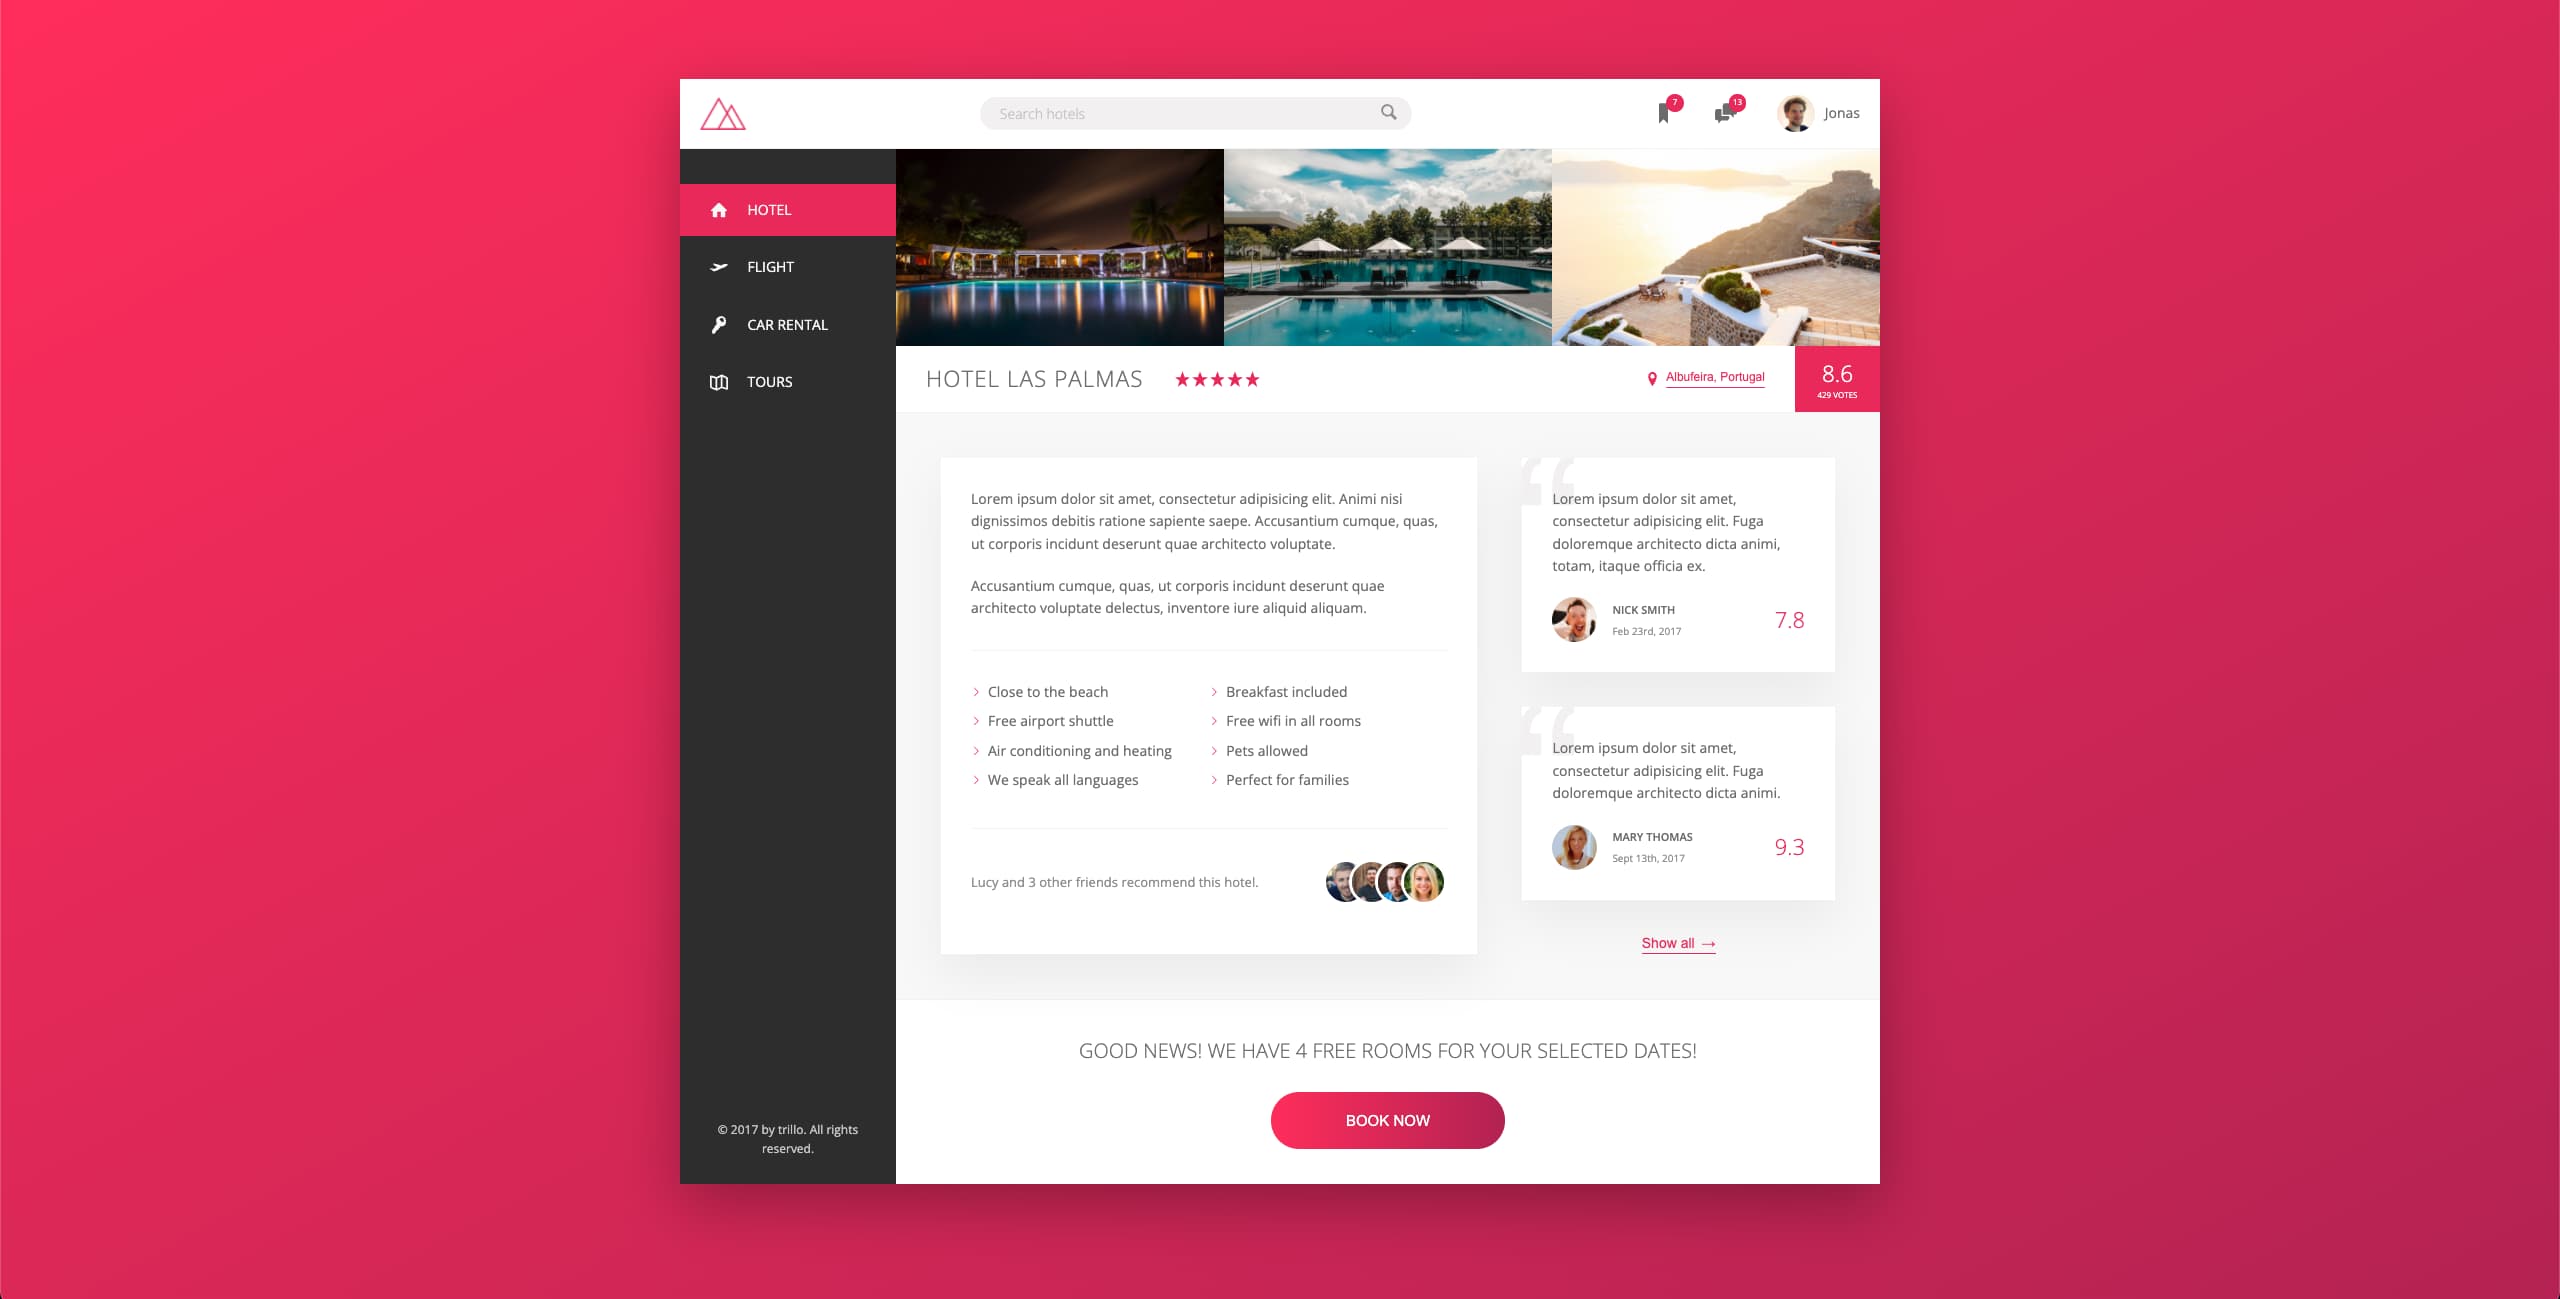 Search hotels
7
13
Jonas
HOTEL
FLIGHT
CAR RENTAL
TOURS
© 2017 by trillo. All rights
reserved.
HOTEL LAS PALMAS
Albufeira, Portugal
8.6
429 VOTES
Lorem ipsum dolor sit amet, consectetur adipisicing elit. Animi nisi
dignissimos debitis ratione sapiente saepe. Accusantium cumque, quas,
ut corporis incidunt deserunt quae architecto voluptate.
Accusantium cumque, quas, ut corporis incidunt deserunt quae
architecto voluptate delectus, inventore iure aliquid aliquam.
Close to the beach
Free airport shuttle
Air conditioning and heating
We speak all languages
Breakfast included
Free wifi in all rooms
Pets allowed
Perfect for families
Lucy and 3 other friends recommend this hotel.
“
Lorem ipsum dolor sit amet,
consectetur adipisicing elit. Fuga
doloremque architecto dicta animi,
totam, itaque officia ex.
NICK SMITH
Feb 23rd, 2017
7.8
“
Lorem ipsum dolor sit amet,
consectetur adipisicing elit. Fuga
doloremque architecto dicta animi.
MARY THOMAS
Sept 13th, 2017
9.3
Show all →
GOOD NEWS! WE HAVE 4 FREE ROOMS FOR YOUR SELECTED DATES!
BOOK NOW